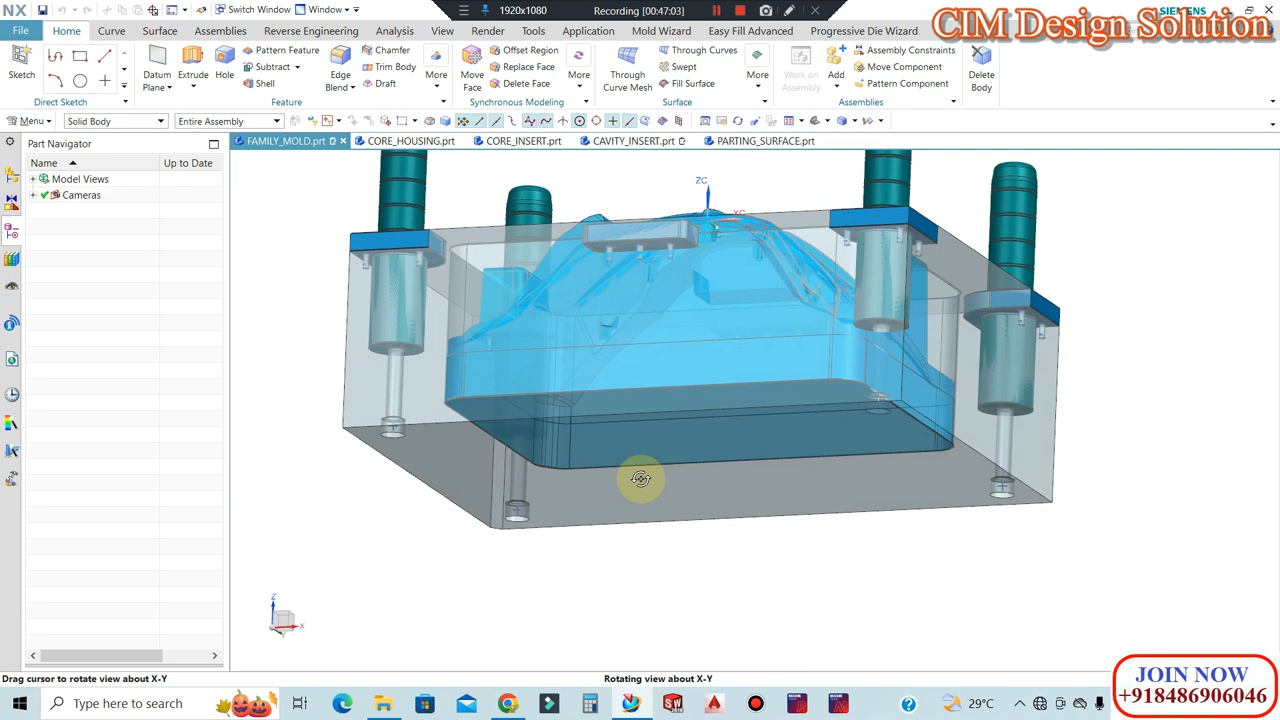 NX
Switch Window
Window
1920x1080
Recording [00:47:03]
SIEMENS
CIM Design Solution
File
Home
Curve
Surface
Assemblies
Reverse Engineering
Analysis
View
Render
Tools
Application
Mold Wizard
Easy Fill Advanced
Progressive Die Wizard
Sketch
Direct Sketch
Datum Plane
Extrude
Hole
Pattern Feature
Subtract
Shell
Edge Blend
Chamfer
Trim Body
Draft
More
Feature
Move Face
Offset Region
Replace Face
Delete Face
More
Synchronous Modeling
Through Curve Mesh
Through Curves
Swept
Fill Surface
More
Surface
Work on Assembly
Add
Assembly Constraints
Move Component
Pattern Component
Assemblies
Delete Body
Menu
Solid Body
Entire Assembly
Part Navigator
FAMILY_MOLD.prt
CORE_HOUSING.prt
CORE_INSERT.prt
CAVITY_INSERT.prt
PARTING_SURFACE.prt
Name
Up to Date
Model Views
Cameras
ZC
XC
Z
X
Y
Drag cursor to rotate view about X-Y
Rotating view about X-Y
JOIN NOW
+918486906046
Type here to search
29°C